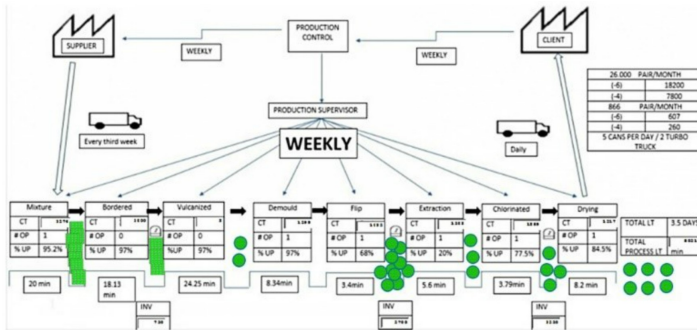 SUPPLIER
PRODUCTION CONTROL
CLIENT
WEEKLY
WEEKLY
26.000 PAIR/MONTH
(-6) 18200
(-4) 7800
866 PAIR/MONTH
(-6) 607
(-4) 260
5 CANS PER DAY / 2 TURBO
TRUCK
PRODUCTION SUPERVISOR
WEEKLY
Every third week
Daily
Mixture Bordered Vulcanized Demould Flip Extraction Chlorinated Drying
CT CT CT CT CT CT CT CT
# OP 1 # OP 0 # OP 0 # OP 1 # OP 1 # OP 1 # OP 1 # OP 1
% UP 95.2% % UP 97% % UP 97% % UP 97% % UP 68% % UP 20% % UP 77.5% % UP 84.5%
TOTAL LT 3.5 DAYS
TOTAL
PROCESS LT min
20 min 18.13 min 24.25 min 8.34min 3.4min 5.6 min 3.79min 8.2 min
INV INV INV